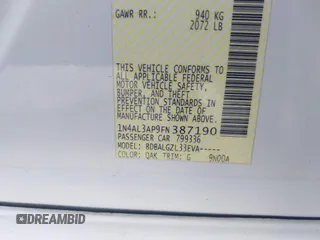 GAWR RR.: 940 KG
2072 LB
THIS VEHICLE CONFORMS TO
ALL APPLICABLE FEDERAL
MOTOR VEHICLE SAFETY,
BUMPER, AND THEFT
PREVENTION STANDARDS IN
EFFECT ON THE DATE OF
MANUFACTURE SHOWN ABOVE.
1N4AL3AP9FN387190
PASSENGER CAR 799336
MODEL: BDBALGZL33EVA-----
COLOR: QAK TRIM: G 9N00A
DREAMBID